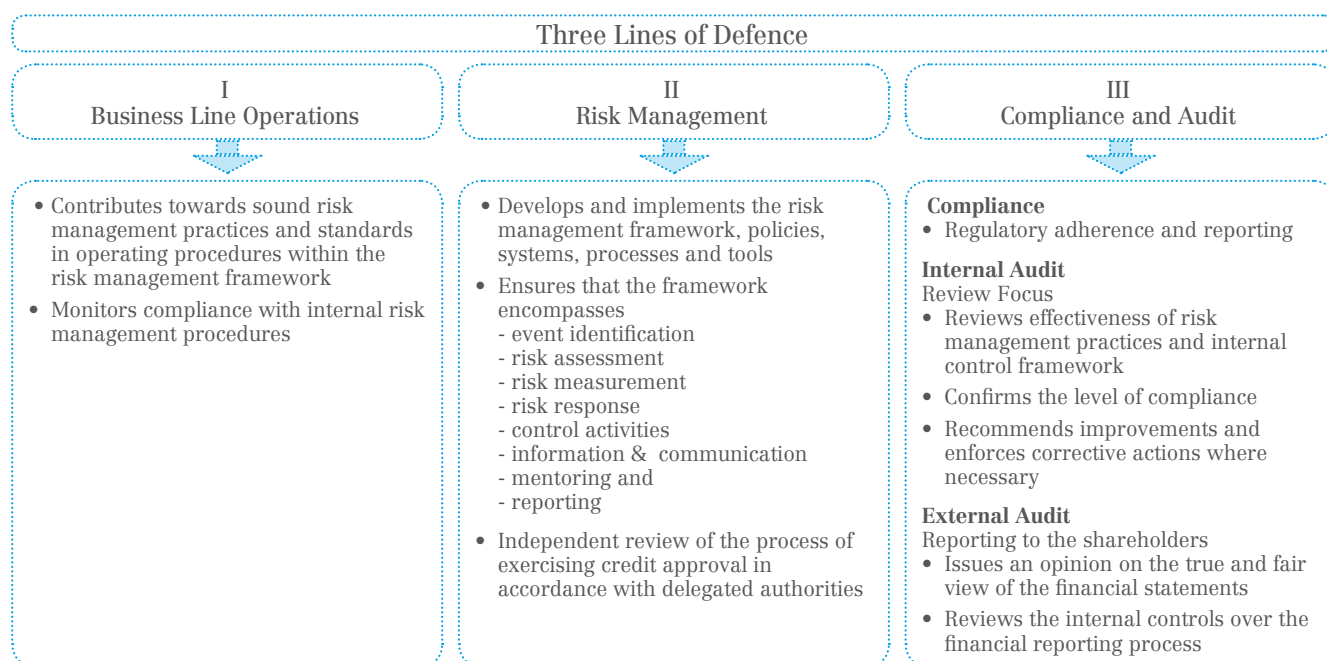 Three Lines of Defence
I
Business Line Operations
• Contributes towards sound risk
management practices and standards
in operating procedures within the
risk management framework
• Monitors compliance with internal risk
management procedures
II
Risk Management
• Develops and implements the risk
management framework, policies,
systems, processes and tools
• Ensures that the framework
encompasses
- event identification
- risk assessment
- risk measurement
- risk response
- control activities
- information & communication
- mentoring and
- reporting
• Independent review of the process of
exercising credit approval in
accordance with delegated authorities
III
Compliance and Audit
Compliance
• Regulatory adherence and reporting
Internal Audit
Review Focus
• Reviews effectiveness of risk
management practices and internal
control framework
• Confirms the level of compliance
• Recommends improvements and
enforces corrective actions where
necessary
External Audit
Reporting to the shareholders
• Issues an opinion on the true and fair
view of the financial statements
• Reviews the internal controls over the
financial reporting process